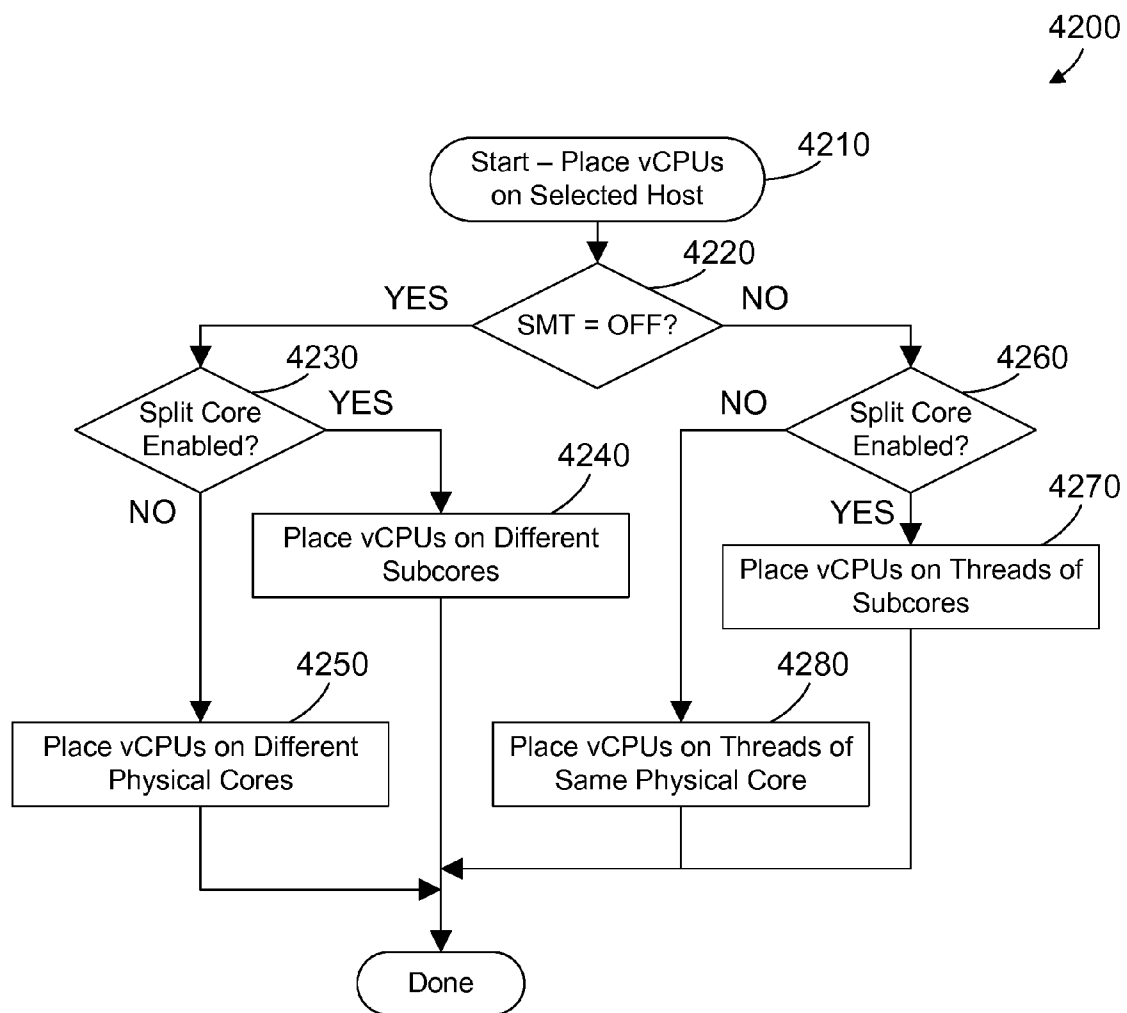 4200
4210
Start – Place vCPUs
on Selected Host
4220
YES
NO
SMT = OFF?
4230
4260
YES
NO
Split Core
Enabled?
Split Core
Enabled?
4240
4270
NO
YES
Place vCPUs on Different
Subcores
Place vCPUs on Threads of
Subcores
4250
4280
Place vCPUs on Different
Physical Cores
Place vCPUs on Threads of
Same Physical Core
Done